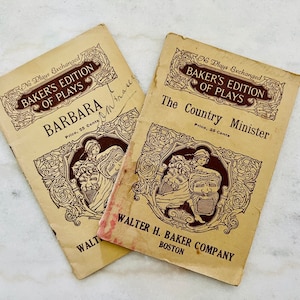 No Plays Exchanged
BAKER'S EDITION
OF PLAYS
BARBARA
Price, 25 Cents
WALT
No Plays Exchanged
BAKER'S EDITION
OF PLAYS
The Country Minister
Price, 25 Cents
WALTER H. BAKER COMPANY
BOSTON